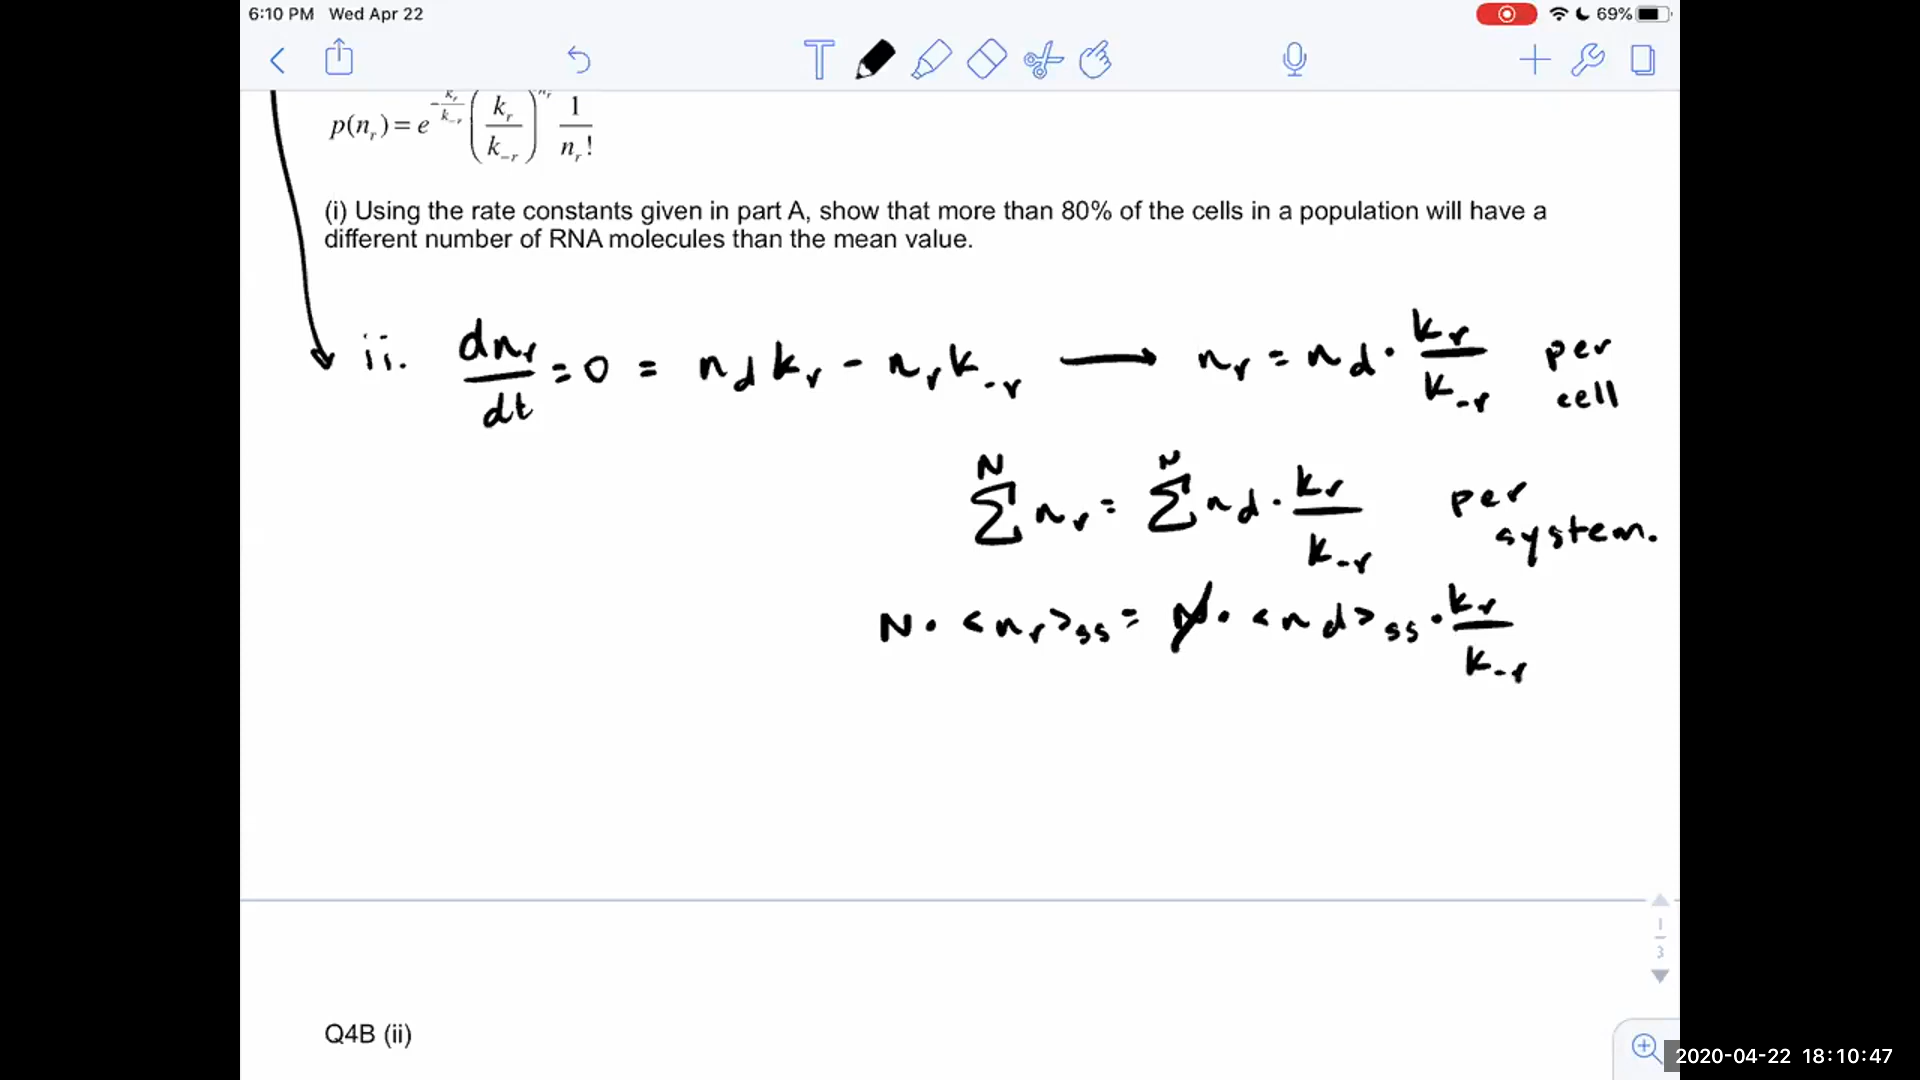 6:10 PM Wed Apr 22 69%
p(n_r) = e^{-k_r/k_{-r}} (k_r/k_{-r})^{n_r} 1/n_r!
(i) Using the rate constants given in part A, show that more than 80% of the cells in a population will have a
different number of RNA molecules than the mean value.
ii. dn_r/dt = 0 = n_d k_r - n_r k_{-r} → n_r = n_d · k_r/k_{-r} per cell
Σ^N n_r = Σ^N n_d · k_r/k_{-r} per system.
N · <n_r>_ss = N · <n_d>_ss · k_r/k_{-r}
1
3
Q4B (ii)
2020-04-22 18:10:47